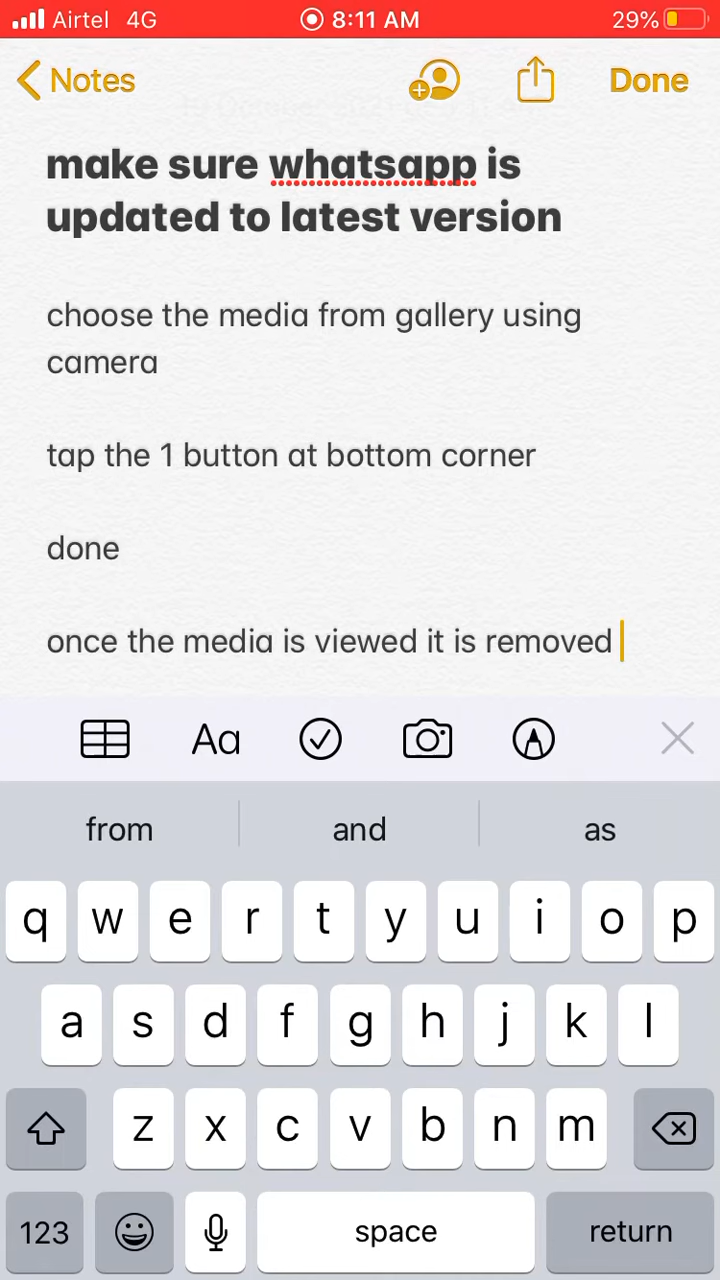 Airtel 4G 8:11 AM 29%
Notes Done
make sure whatsapp is
updated to latest version
choose the media from gallery using
camera
tap the 1 button at bottom corner
done
once the media is viewed it is removed
Aa
from and as
q w e r t y u i o p
a s d f g h j k l
z x c v b n m
123 space return